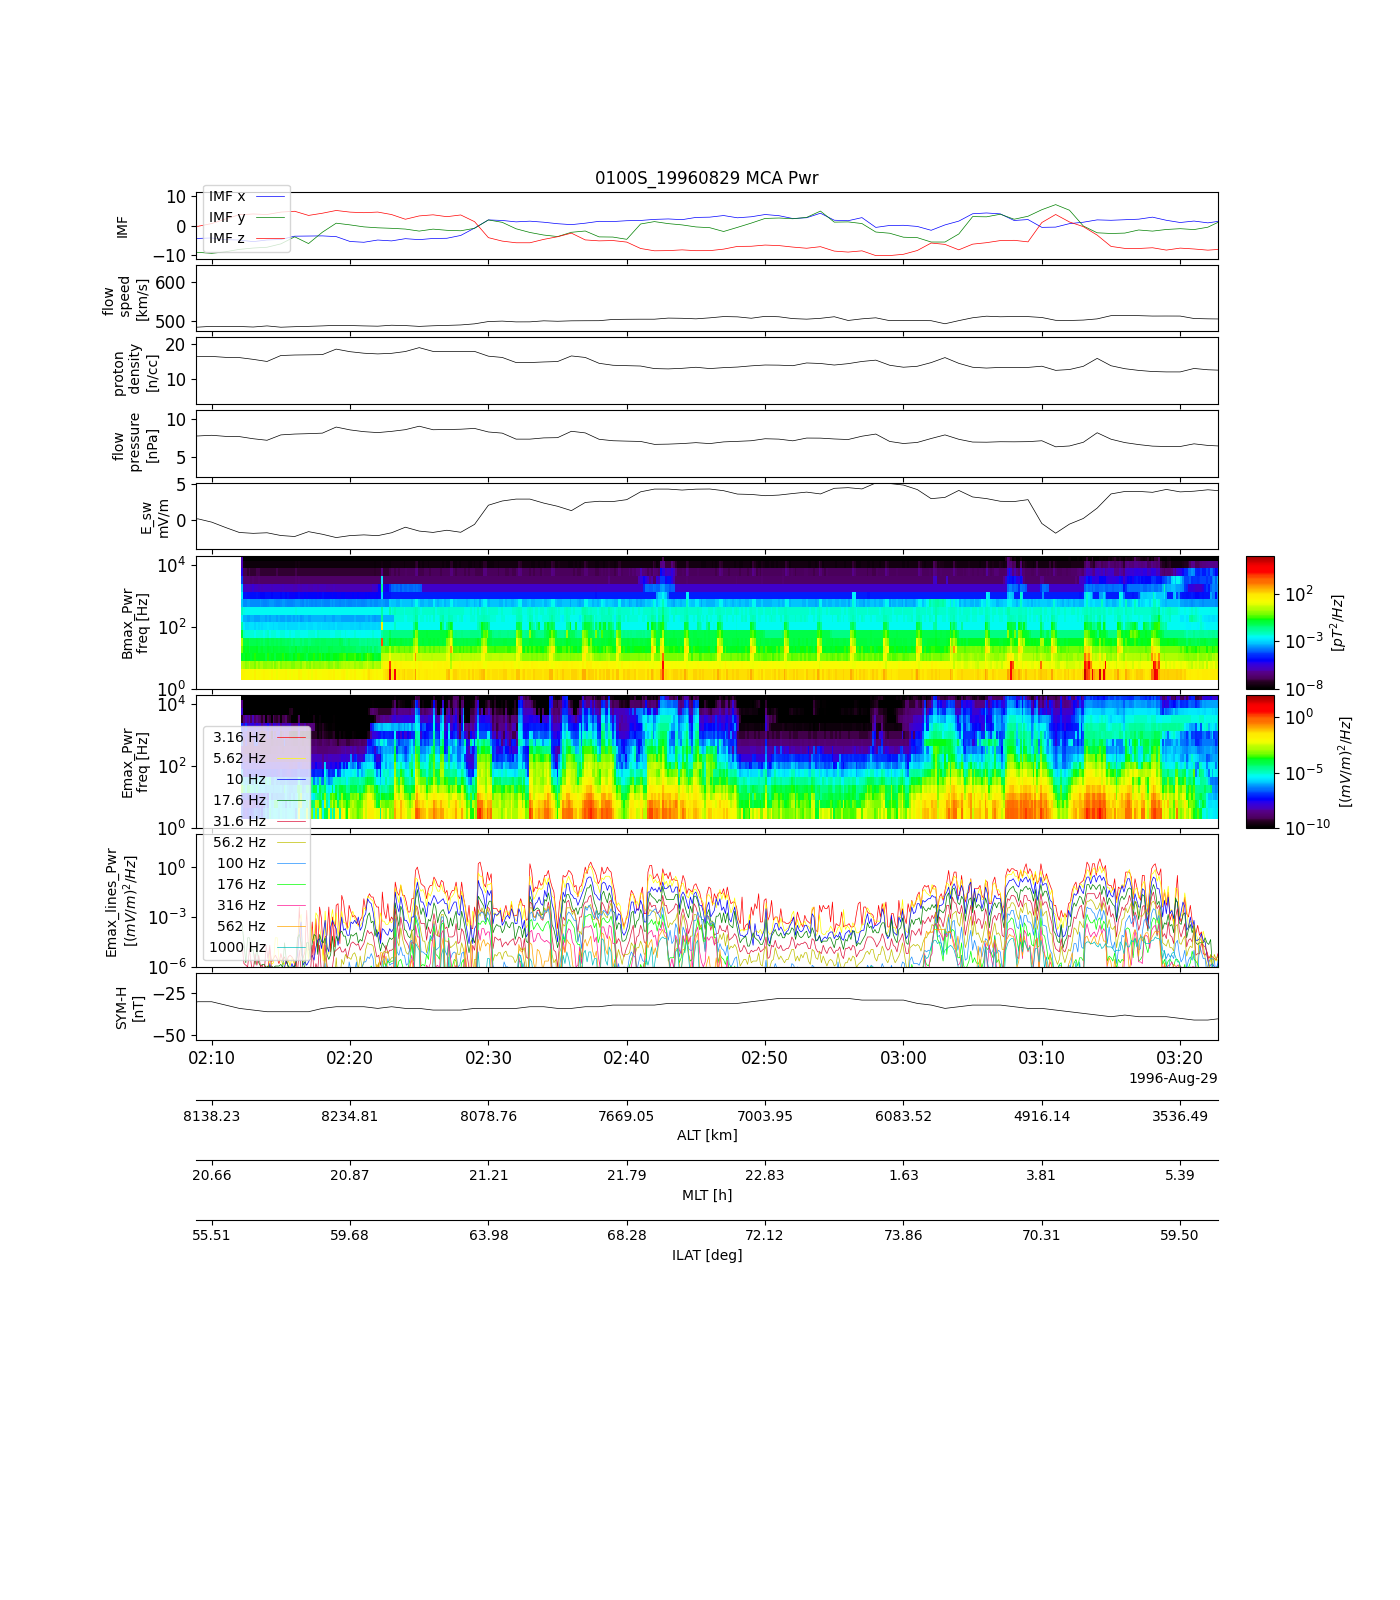 0100S_19960829 MCA Pwr
10
0
−10
IMF
IMF x
IMF y
IMF z
600
500
flow
speed
[km/s]
20
10
proton
density
[n/cc]
10
5
flow
pressure
[nPa]
5
0
E_sw
mV/m
10^4
10^2
10^0
Bmax_Pwr
freq [Hz]
10^2
10^−3
10^−8
[pT^2/Hz]
10^4
10^2
10^0
Emax_Pwr
freq [Hz]
10^0
10^−5
10^−10
[(mV/m)^2/Hz]
3.16 Hz
5.62 Hz
10 Hz
17.6 Hz
31.6 Hz
56.2 Hz
100 Hz
176 Hz
316 Hz
562 Hz
1000 Hz
10^0
10^−3
10^−6
Emax_lines_Pwr
[(mV/m)^2/Hz]
−25
−50
SYM-H
[nT]
02:10 02:20 02:30 02:40 02:50 03:00 03:10 03:20
1996-Aug-29
8138.23 8234.81 8078.76 7669.05 7003.95 6083.52 4916.14 3536.49
ALT [km]
20.66 20.87 21.21 21.79 22.83 1.63 3.81 5.39
MLT [h]
55.51 59.68 63.98 68.28 72.12 73.86 70.31 59.50
ILAT [deg]